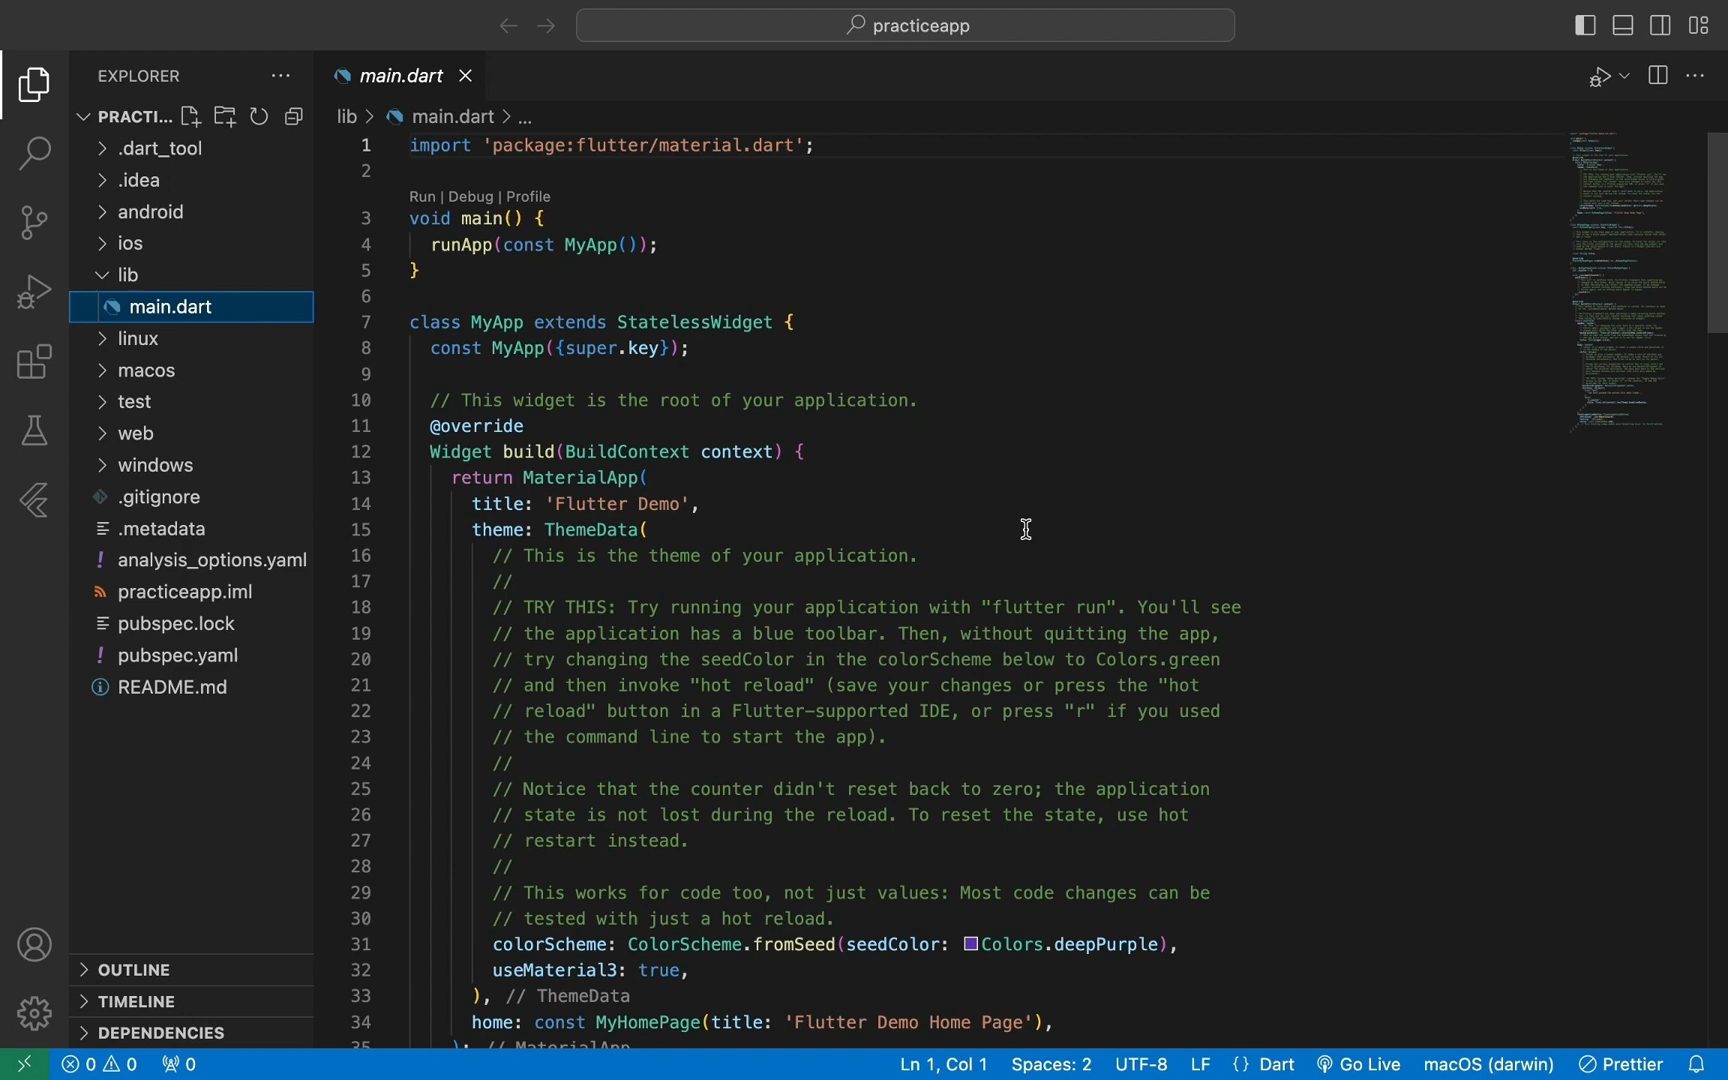 practiceapp
EXPLORER
PRACTI...
.dart_tool
.idea
android
ios
lib
main.dart
linux
macos
test
web
windows
.gitignore
.metadata
analysis_options.yaml
practiceapp.iml
pubspec.lock
pubspec.yaml
README.md
OUTLINE
TIMELINE
DEPENDENCIES
main.dart
lib > main.dart > ...
1 import 'package:flutter/material.dart';
2
Run | Debug | Profile
3 void main() {
4 runApp(const MyApp());
5 }
6
7 class MyApp extends StatelessWidget {
8 const MyApp({super.key});
9
10 // This widget is the root of your application.
11 @override
12 Widget build(BuildContext context) {
13 return MaterialApp(
14 title: 'Flutter Demo',
15 theme: ThemeData(
16 // This is the theme of your application.
17 //
18 // TRY THIS: Try running your application with "flutter run". You'll see
19 // the application has a blue toolbar. Then, without quitting the app,
20 // try changing the seedColor in the colorScheme below to Colors.green
21 // and then invoke "hot reload" (save your changes or press the "hot
22 // reload" button in a Flutter-supported IDE, or press "r" if you used
23 // the command line to start the app).
24 //
25 // Notice that the counter didn't reset back to zero; the application
26 // state is not lost during the reload. To reset the state, use hot
27 // restart instead.
28 //
29 // This works for code too, not just values: Most code changes can be
30 // tested with just a hot reload.
31 colorScheme: ColorScheme.fromSeed(seedColor: Colors.deepPurple),
32 useMaterial3: true,
33 ), // ThemeData
34 home: const MyHomePage(title: 'Flutter Demo Home Page'),
35 ); // MaterialApp
0 0 0 Ln 1, Col 1 Spaces: 2 UTF-8 LF {} Dart Go Live macOS (darwin) Prettier